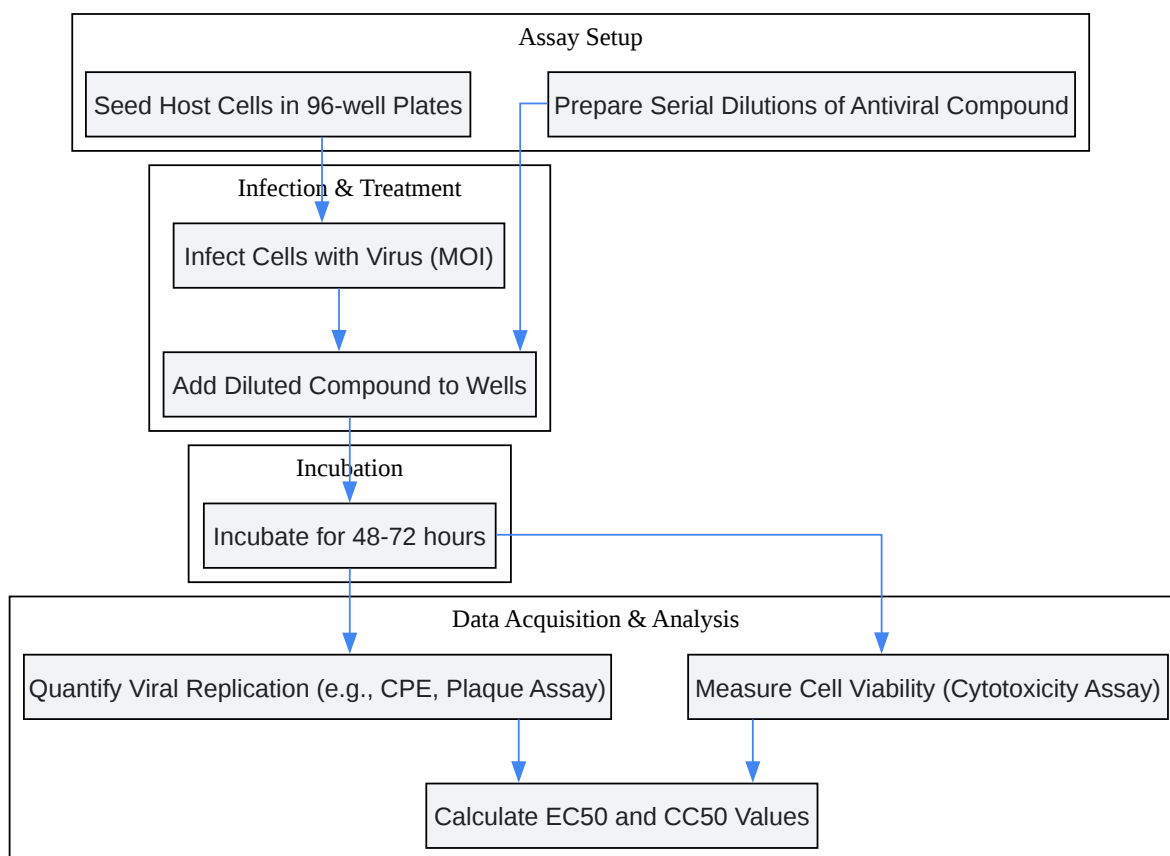 Assay Setup
Seed Host Cells in 96-well Plates
Prepare Serial Dilutions of Antiviral Compound
Infection & Treatment
Infect Cells with Virus (MOI)
Add Diluted Compound to Wells
Incubation
Incubate for 48-72 hours
Data Acquisition & Analysis
Quantify Viral Replication (e.g., CPE, Plaque Assay)
Measure Cell Viability (Cytotoxicity Assay)
Calculate EC50 and CC50 Values